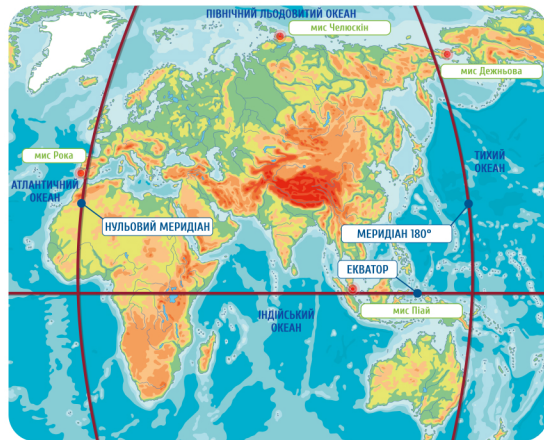 ПІВНІЧНИЙ ЛЬОДОВИТИЙ ОКЕАН
мис Челюскін
мис Дежньова
мис Рока
АТЛАНТИЧНИЙ
ОКЕАН
ТИХИЙ
ОКЕАН
НУЛЬОВИЙ МЕРИДІАН
МЕРИДІАН 180°
ЕКВАТОР
ІНДІЙСЬКИЙ
ОКЕАН
мис Піай